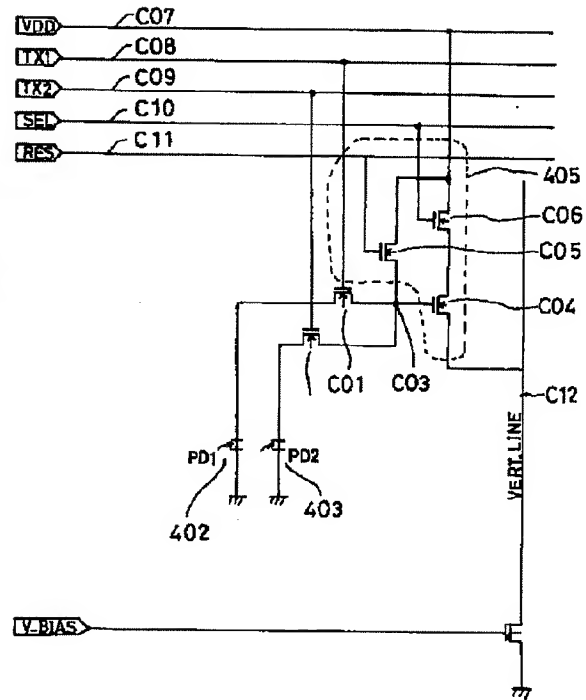 VDD C07
TX1 C08
TX2 C09
SEL C10
RES C11
405
C06
C05
C04
C01 C03
C12
VERT.LINE
PD1 PD2
402 403
V-BIAS